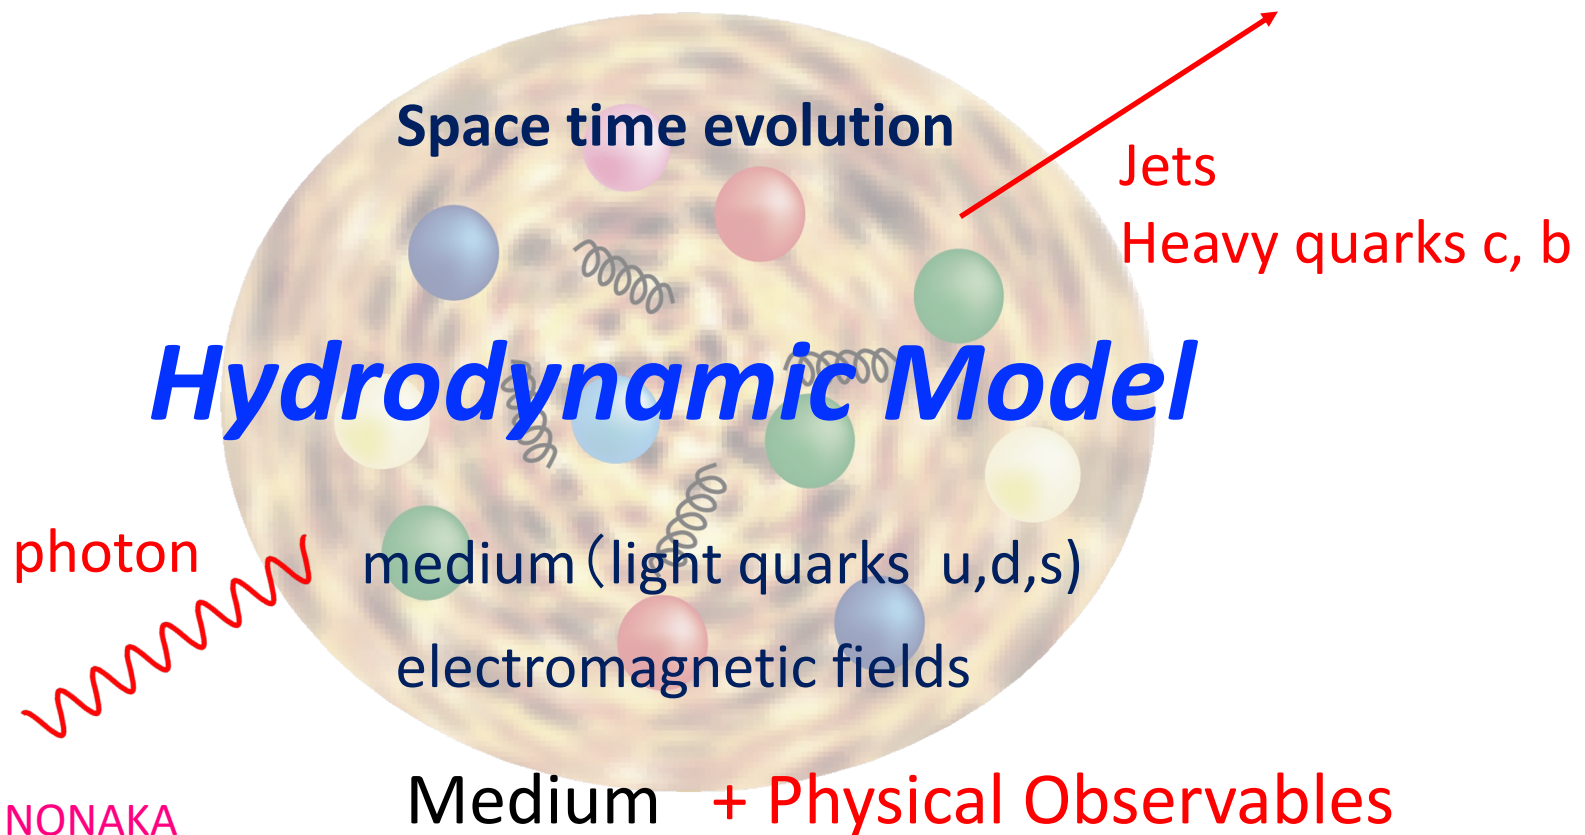 Space time evolution
Jets
Heavy quarks c, b
Hydrodynamic Model
photon
medium（light quarks  u,d,s)
electromagnetic fields
Medium + Physical Observables
NONAKA